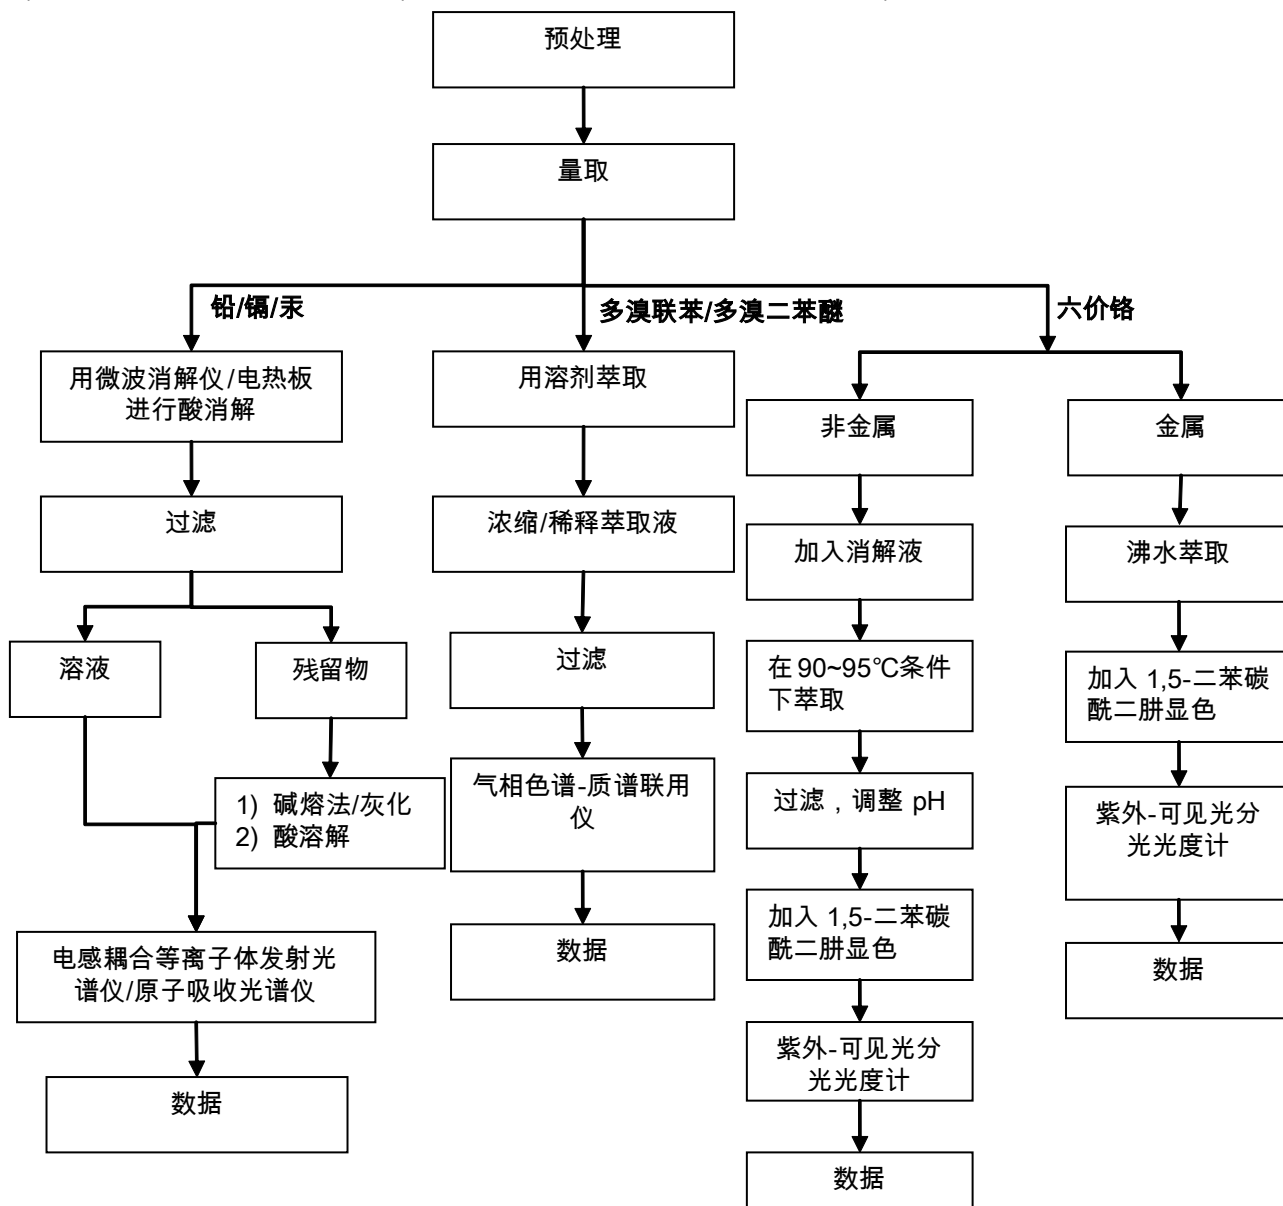 预处理
量取
铅/镉/汞
多溴联苯/多溴二苯醚
六价铬
用微波消解仪/电热板
进行酸消解
过滤
溶液
残留物
1) 碱熔法/灰化
2) 酸溶解
电感耦合等离子体发射光
谱仪/原子吸收光谱仪
数据
用溶剂萃取
浓缩/稀释萃取液
过滤
气相色谱-质谱联用
仪
数据
非金属
加入消解液
在 90~95℃条件
下萃取
过滤，调整 pH
加入 1,5-二苯碳
酰二肼显色
紫外-可见光分
光光度计
数据
金属
沸水萃取
加入 1,5-二苯碳
酰二肼显色
紫外-可见光分
光光度计
数据